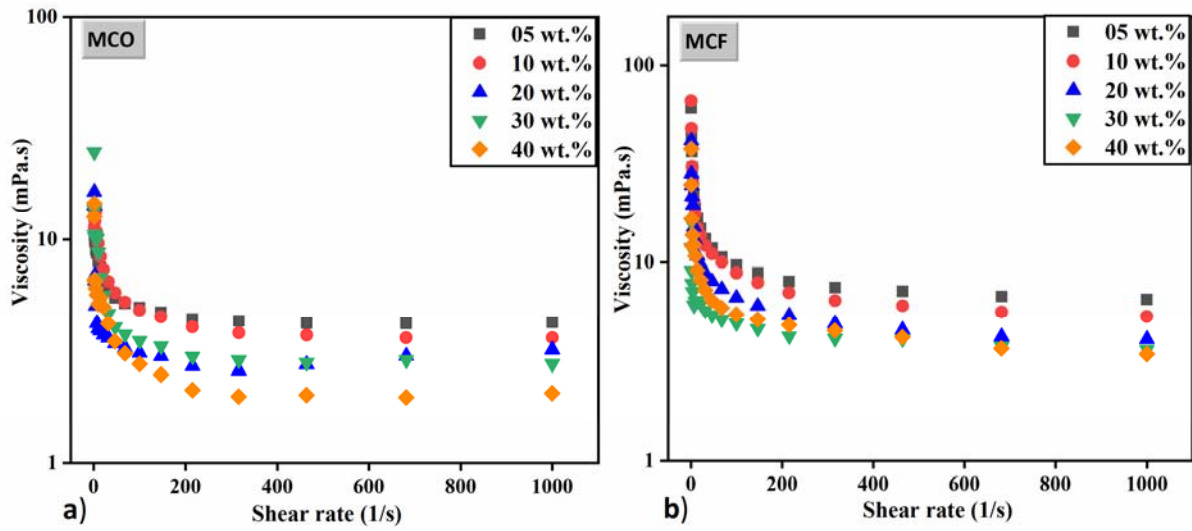 MCO
05 wt.%
10 wt.%
20 wt.%
30 wt.%
40 wt.%
100
10
1
Viscosity (mPa.s)
0 200 400 600 800 1000
Shear rate (1/s)
a)
MCF
05 wt.%
10 wt.%
20 wt.%
30 wt.%
40 wt.%
100
10
1
Viscosity (mPa.s)
0 200 400 600 800 1000
Shear rate (1/s)
b)